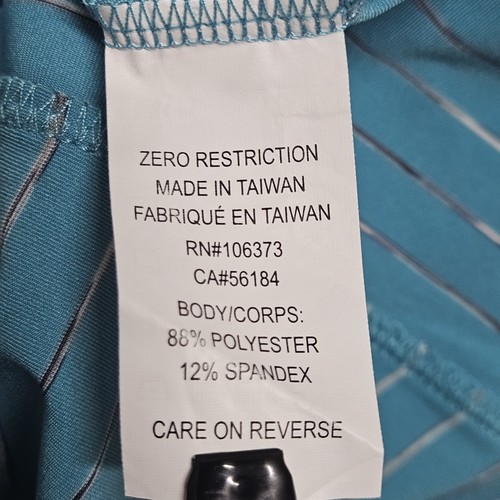 ZERO RESTRICTION
MADE IN TAIWAN
FABRIQUÉ EN TAIWAN
RN#106373
CA#56184
BODY/CORPS:
88% POLYESTER
12% SPANDEX
CARE ON REVERSE